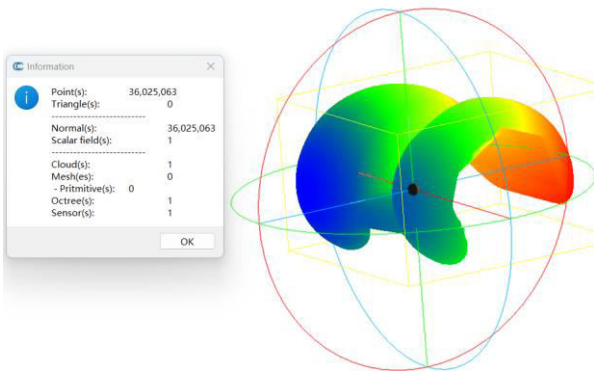 Information
Point(s): 36,025,063
Triangle(s): 0
--------------------------
Normal(s): 36,025,063
Scalar field(s): 1
--------------------------
Cloud(s): 1
Mesh(es): 0
- Pritmitive(s): 0
Octree(s): 1
Sensor(s): 1
OK